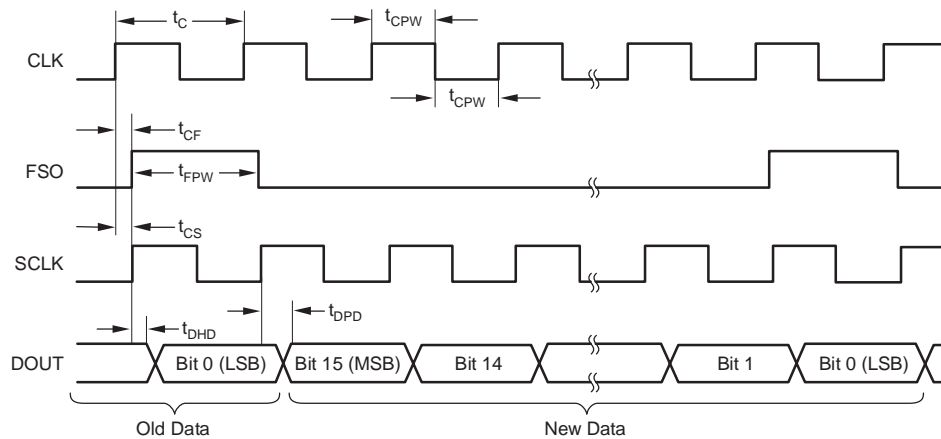 t_C
t_CPW
CLK
t_CPW
t_CF
FSO
t_FPW
t_CS
SCLK
t_DHD
t_DPD
DOUT
Bit 0 (LSB)
Bit 15 (MSB)
Bit 14
Bit 1
Bit 0 (LSB)
Old Data
New Data